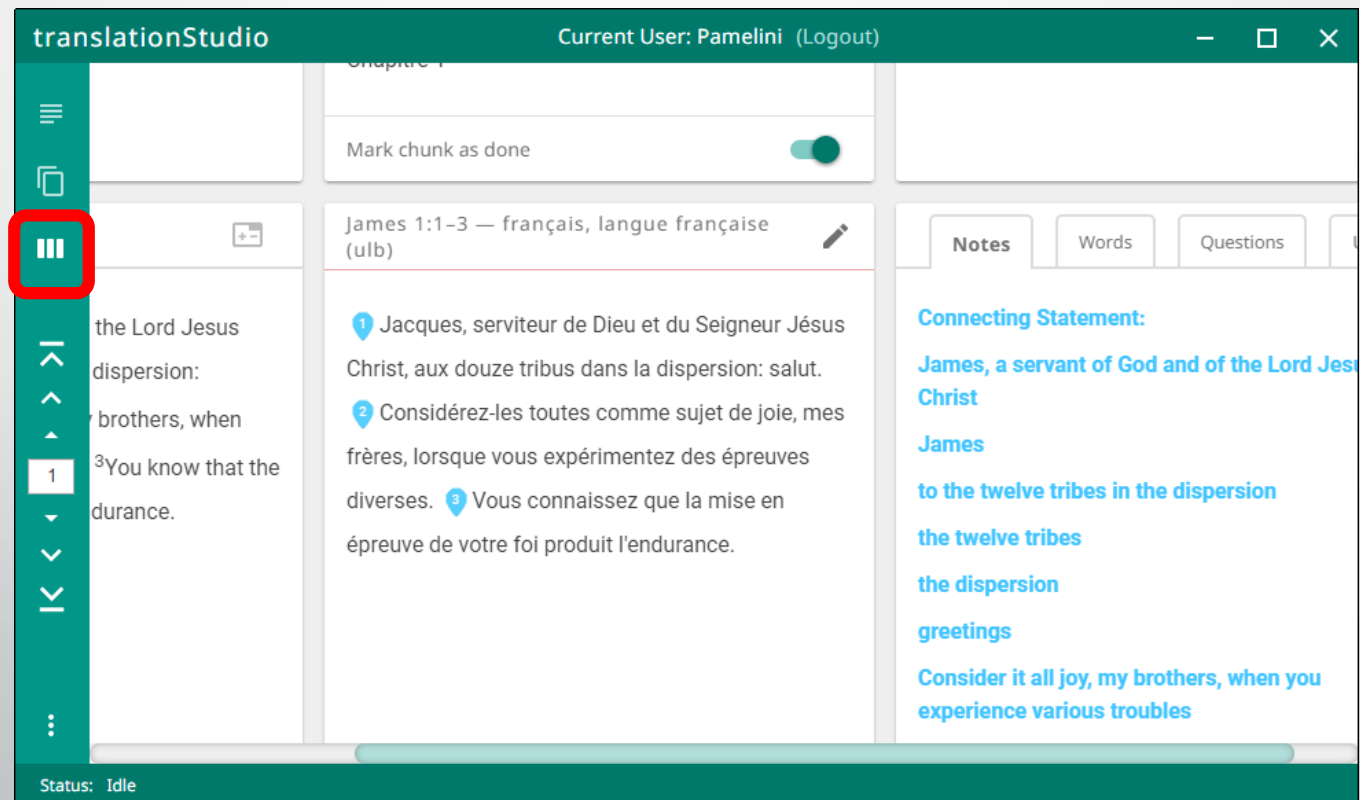 translationStudio
Current User: Pamelini (Logout)
Mark chunk as done
James 1:1–3 — français, langue française
(ulb)
Notes
Words
Questions
the Lord Jesus
dispersion:
brothers, when
3You know that the
durance.
1 Jacques, serviteur de Dieu et du Seigneur Jésus
Christ, aux douze tribus dans la dispersion: salut.
2 Considérez-les toutes comme sujet de joie, mes
frères, lorsque vous expérimentez des épreuves
diverses. 3 Vous connaissez que la mise en
épreuve de votre foi produit l'endurance.
Connecting Statement:
James, a servant of God and of the Lord Jesu
Christ
James
to the twelve tribes in the dispersion
the twelve tribes
the dispersion
greetings
Consider it all joy, my brothers, when you
experience various troubles
1
Status: Idle